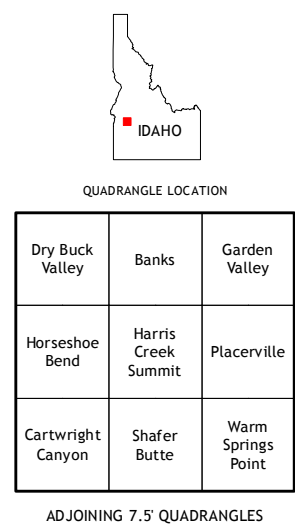 IDAHO
QUADRANGLE LOCATION
Dry Buck
Valley
Banks
Garden
Valley
Horseshoe
Bend
Harris
Creek
Summit
Placerville
Cartwright
Canyon
Shafer
Butte
Warm
Springs
Point
ADJOINING 7.5' QUADRANGLES